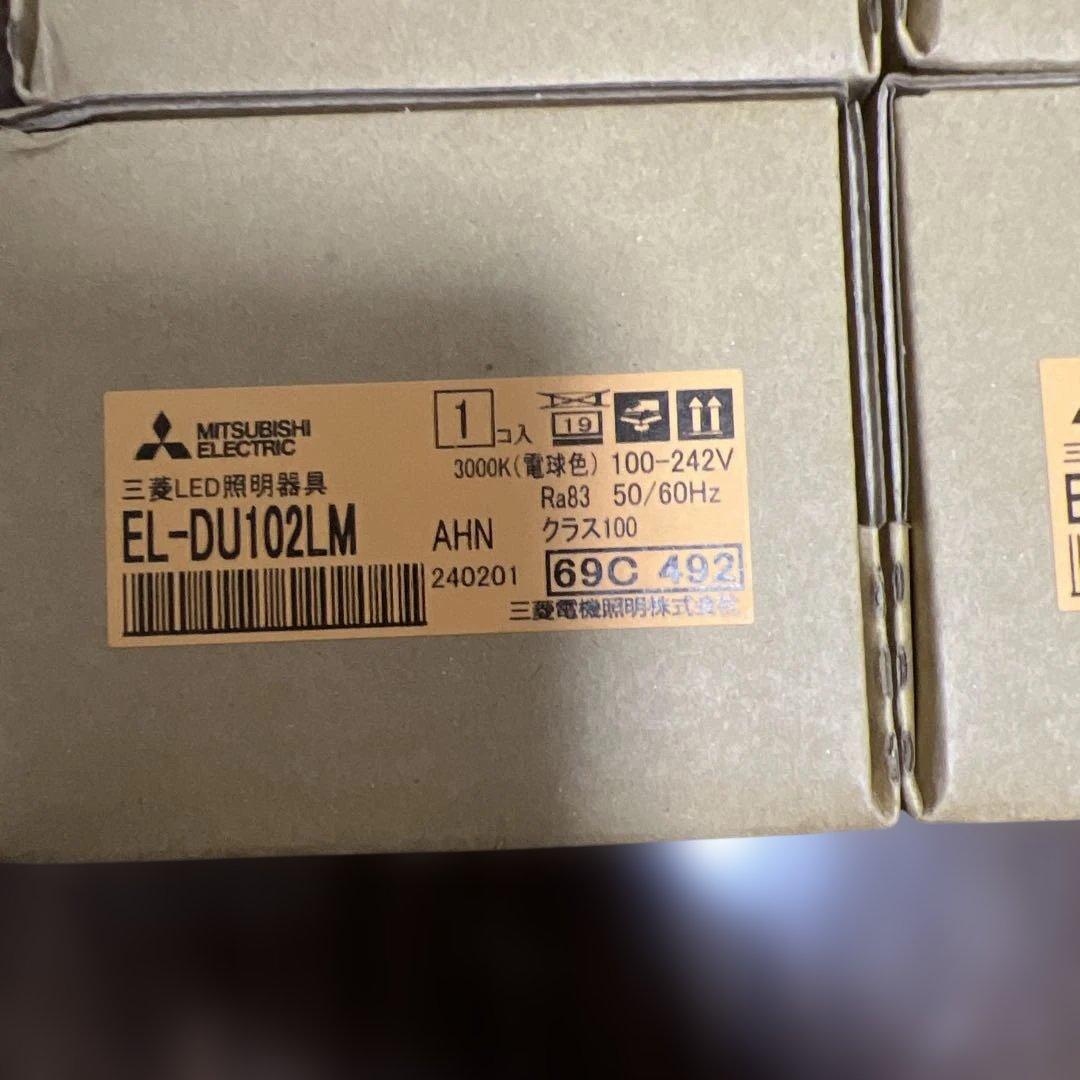 MITSUBISHI
ELECTRIC
1 コ入
19
3000K(電球色) 100-242V
三菱LED照明器具
Ra83 50/60Hz
EL-DU102LM AHN
クラス100
240201
69C 492
三菱電機照明株式会社
三
E